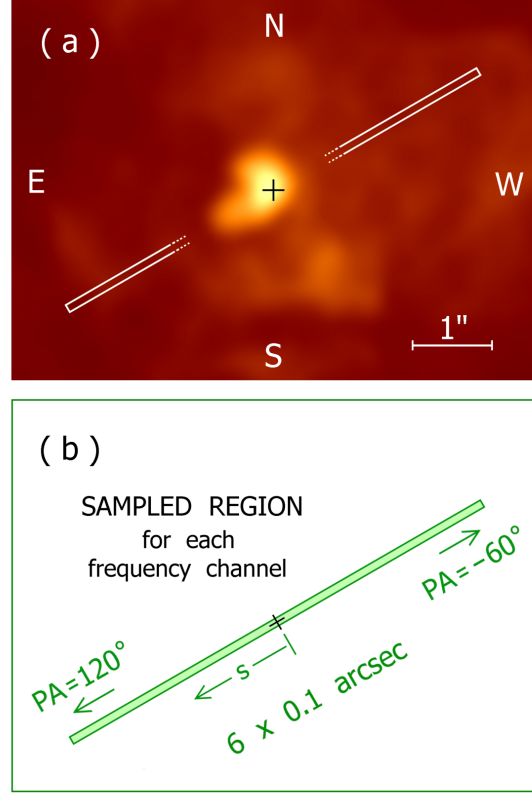 ( a )
N
E
W
1"
S
( b )
SAMPLED REGION
for each
frequency channel
PA=−60°
PA=120°
s
6 x 0.1 arcsec